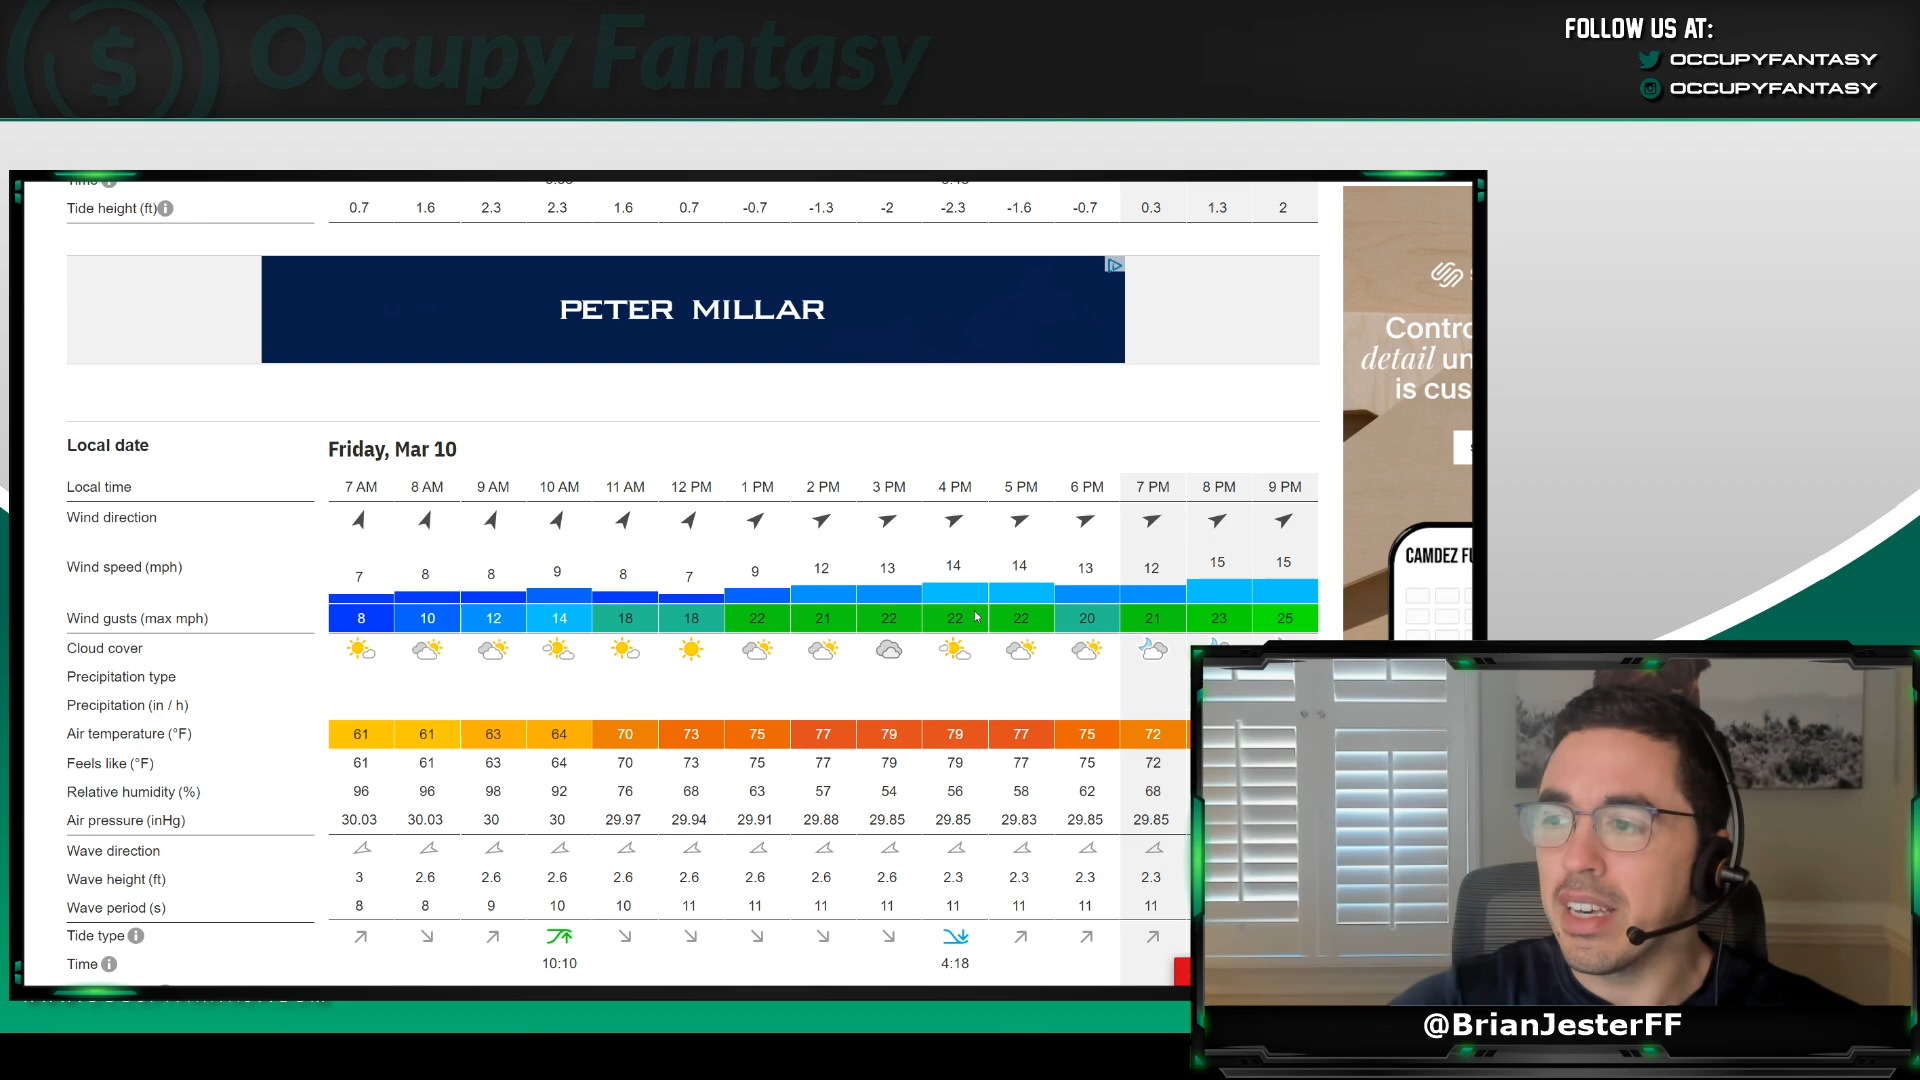 Occupy Fantasy
FOLLOW US AT:
OCCUPYFANTASY
OCCUPYFANTASY
Tide height (ft) 0.7 1.6 2.3 2.3 1.6 0.7 -0.7 -1.3 -2 -2.3 -1.6 -0.7 0.3 1.3 2
PETER MILLAR
detail
is cus
Local date Friday, Mar 10
Local time 7 AM 8 AM 9 AM 10 AM 11 AM 12 PM 1 PM 2 PM 3 PM 4 PM 5 PM 6 PM 7 PM 8 PM 9 PM
Wind direction
Wind speed (mph) 7 8 8 9 8 7 9 12 13 14 14 13 12 15 15
Wind gusts (max mph) 8 10 12 14 18 18 22 21 22 22 22 20 21 23 25
Cloud cover
Precipitation type
Precipitation (in / h)
Air temperature (°F) 61 61 63 64 70 73 75 77 79 79 77 75 72
Feels like (°F) 61 61 63 64 70 73 75 77 79 79 77 75 72
Relative humidity (%) 96 96 98 92 76 68 63 57 54 56 58 62 68
Air pressure (inHg) 30.03 30.03 30 30 29.97 29.94 29.91 29.88 29.85 29.85 29.83 29.85 29.85
Wave direction
Wave height (ft) 3 2.6 2.6 2.6 2.6 2.6 2.6 2.6 2.6 2.3 2.3 2.3 2.3
Wave period (s) 8 8 9 10 10 11 11 11 11 11 11 11 11
Tide type
Time 10:10 4:18
CAMDEZ FU
@BrianJesterFF